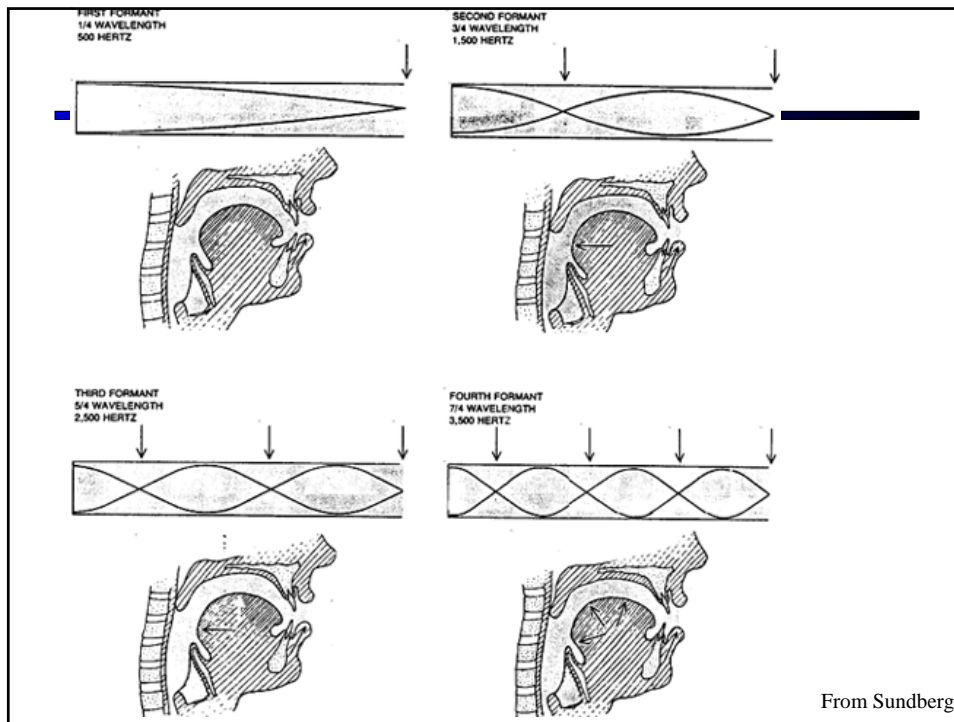 FIRST FORMANT
1/4 WAVELENGTH
500 HERTZ
SECOND FORMANT
3/4 WAVELENGTH
1,500 HERTZ
THIRD FORMANT
5/4 WAVELENGTH
2,500 HERTZ
FOURTH FORMANT
7/4 WAVELENGTH
3,500 HERTZ
From Sundberg